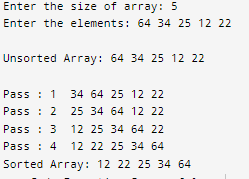 Enter the size of array: 5
Enter the elements: 64 34 25 12 22
Unsorted Array: 64 34 25 12 22
Pass : 1 34 64 25 12 22
Pass : 2 25 34 64 12 22
Pass : 3 12 25 34 64 22
Pass : 4 12 22 25 34 64
Sorted Array: 12 22 25 34 64